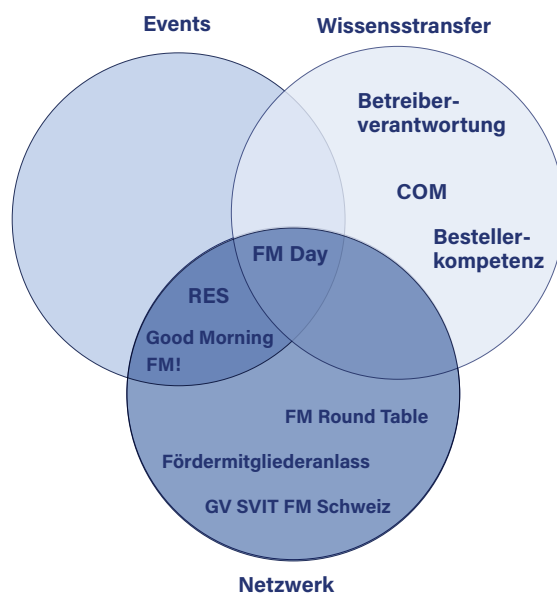 Events
Wissensstransfer
Betreiber-
verantwortung
COM
Besteller-
kompetenz
FM Day
RES
Good Morning
FM!
FM Round Table
Fördermitgliederanlass
GV SVIT FM Schweiz
Netzwerk